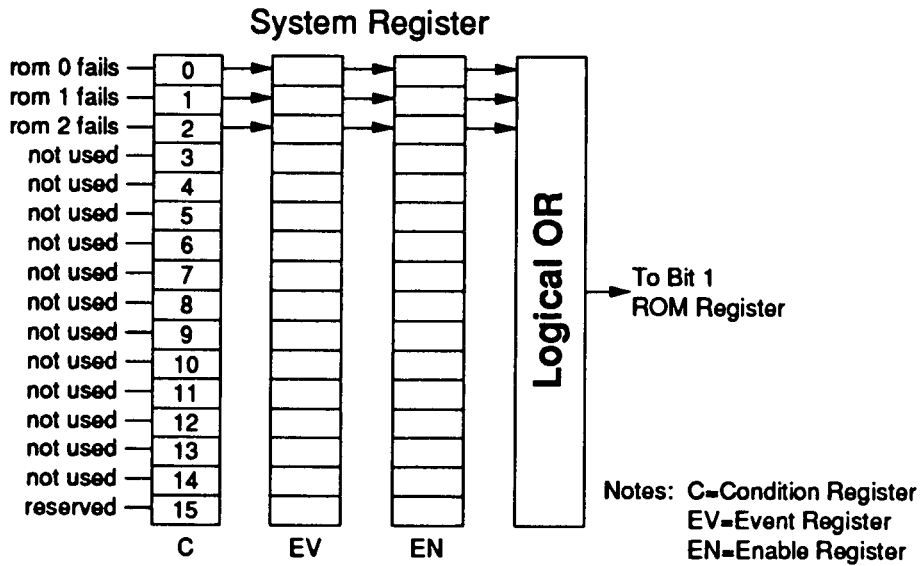 System Register
rom 0 fails 0
rom 1 fails 1
rom 2 fails 2
not used 3
not used 4
not used 5
not used 6
not used 7
not used 8
not used 9
not used 10
not used 11
not used 12
not used 13
not used 14
reserved 15
C EV EN
Logical OR
To Bit 1
ROM Register
Notes: C=Condition Register
EV=Event Register
EN=Enable Register